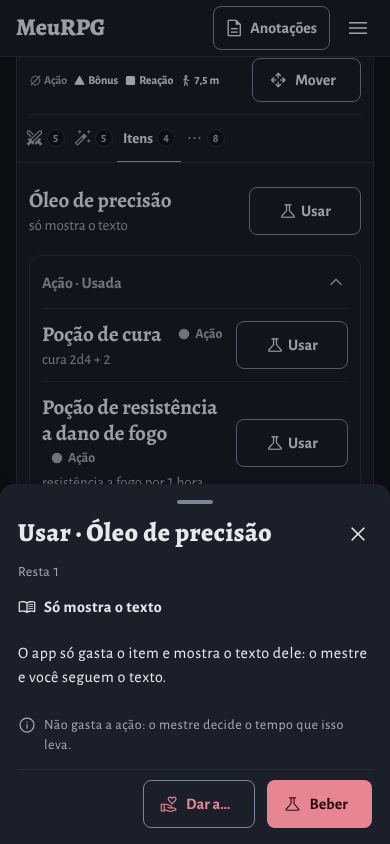 MeuRPG
Anotações
Ação Bônus Reação 7,5 m
Mover
5 5 Itens 4 ··· 8
Óleo de precisão
só mostra o texto
Usar
Ação · Usada
Poção de cura Ação
cura 2d4 + 2
Usar
Poção de resistência
a dano de fogo
Ação
Usar
resistência a fogo por 1 hora
Usar · Óleo de precisão
Resta 1
Só mostra o texto
O app só gasta o item e mostra o texto dele: o mestre
e você seguem o texto.
Não gasta a ação: o mestre decide o tempo que isso
leva.
Dar a...
Beber